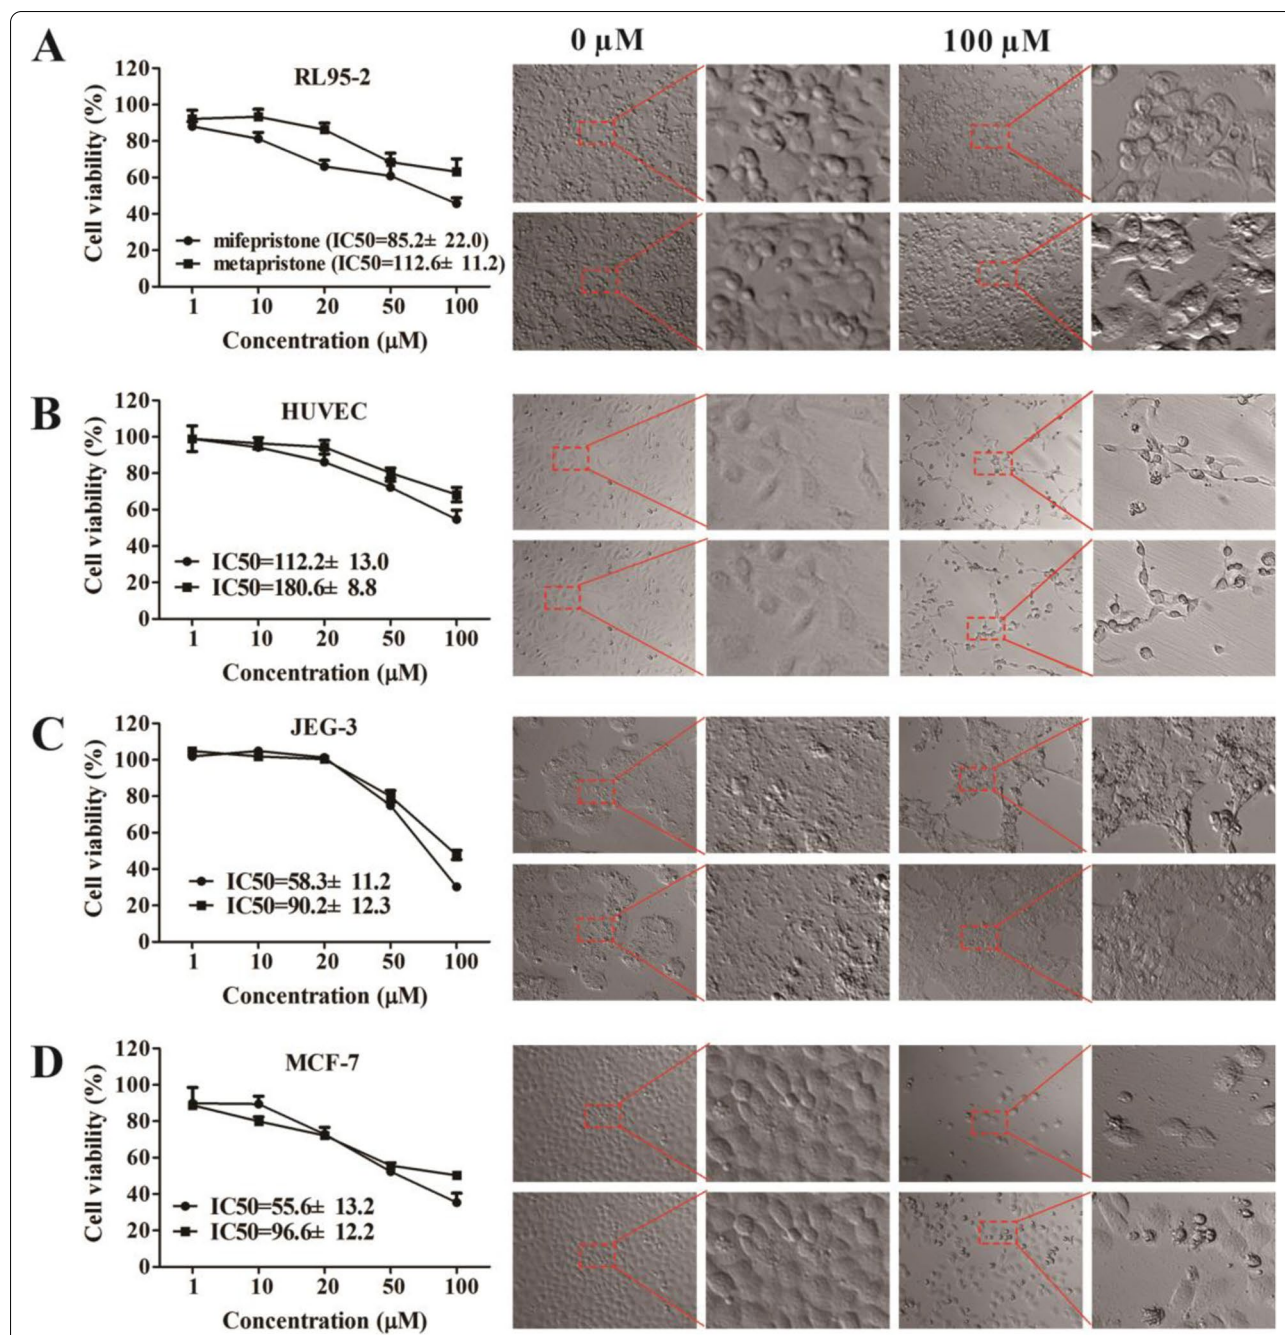 0 μM
100 μM
A
RL95-2
120
100
80
60
40
20
0
Cell viability (%)
mifepristone (IC50=85.2± 22.0)
metapristone (IC50=112.6± 11.2)
1 10 20 50 100
Concentration (μM)
B
HUVEC
120
100
80
60
40
20
0
Cell viability (%)
IC50=112.2± 13.0
IC50=180.6± 8.8
1 10 20 50 100
Concentration (μM)
C
JEG-3
120
100
80
60
40
20
0
Cell viability (%)
IC50=58.3± 11.2
IC50=90.2± 12.3
1 10 20 50 100
Concentration (μM)
D
MCF-7
120
100
80
60
40
20
0
Cell viability (%)
IC50=55.6± 13.2
IC50=96.6± 12.2
1 10 20 50 100
Concentration (μM)